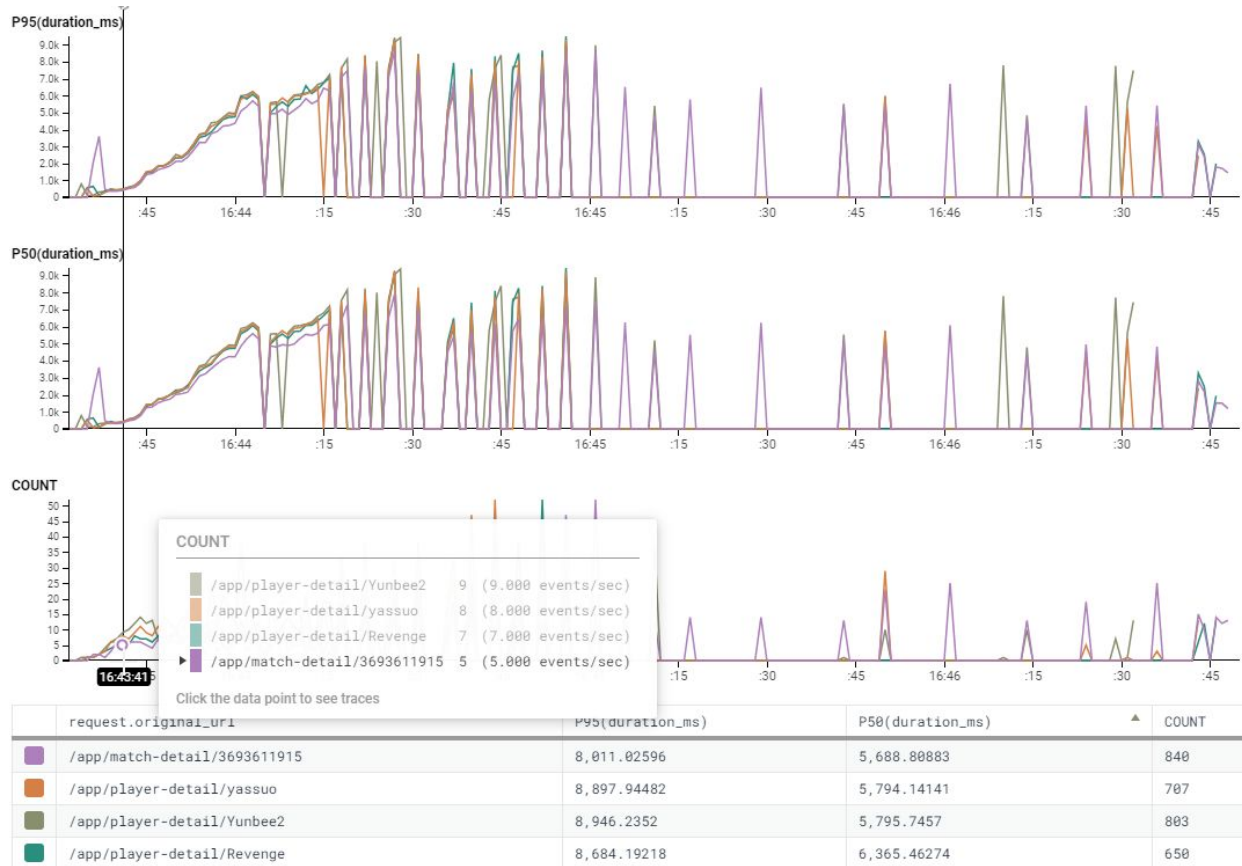 P95(duration_ms)
9.0k
8.0k
7.0k
6.0k
5.0k
4.0k
3.0k
2.0k
1.0k
0
:45 16:44 :15 :30 :45 16:45 :15 :30 :45 16:46 :15 :30 :45
P50(duration_ms)
9.0k
8.0k
7.0k
6.0k
5.0k
4.0k
3.0k
2.0k
1.0k
0
:45 16:44 :15 :30 :45 16:45 :15 :30 :45 16:46 :15 :30 :45
COUNT
50
45
40
35
30
25
20
15
10
5
0
COUNT
/app/player-detail/Yunbee2 9 (9.000 events/sec)
/app/player-detail/yassuo 8 (8.000 events/sec)
/app/player-detail/Revenge 7 (7.000 events/sec)
/app/match-detail/3693611915 5 (5.000 events/sec)
Click the data point to see traces
16:43:41 5 :15 :30 :45 16:46 :15 :30 :45
request.original_url P95(duration_ms) P50(duration_ms) COUNT
/app/match-detail/3693611915 8,011.02596 5,688.80883 840
/app/player-detail/yassuo 8,897.94482 5,794.14141 707
/app/player-detail/Yunbee2 8,946.2352 5,795.7457 803
/app/player-detail/Revenge 8,684.19218 6,365.46274 650